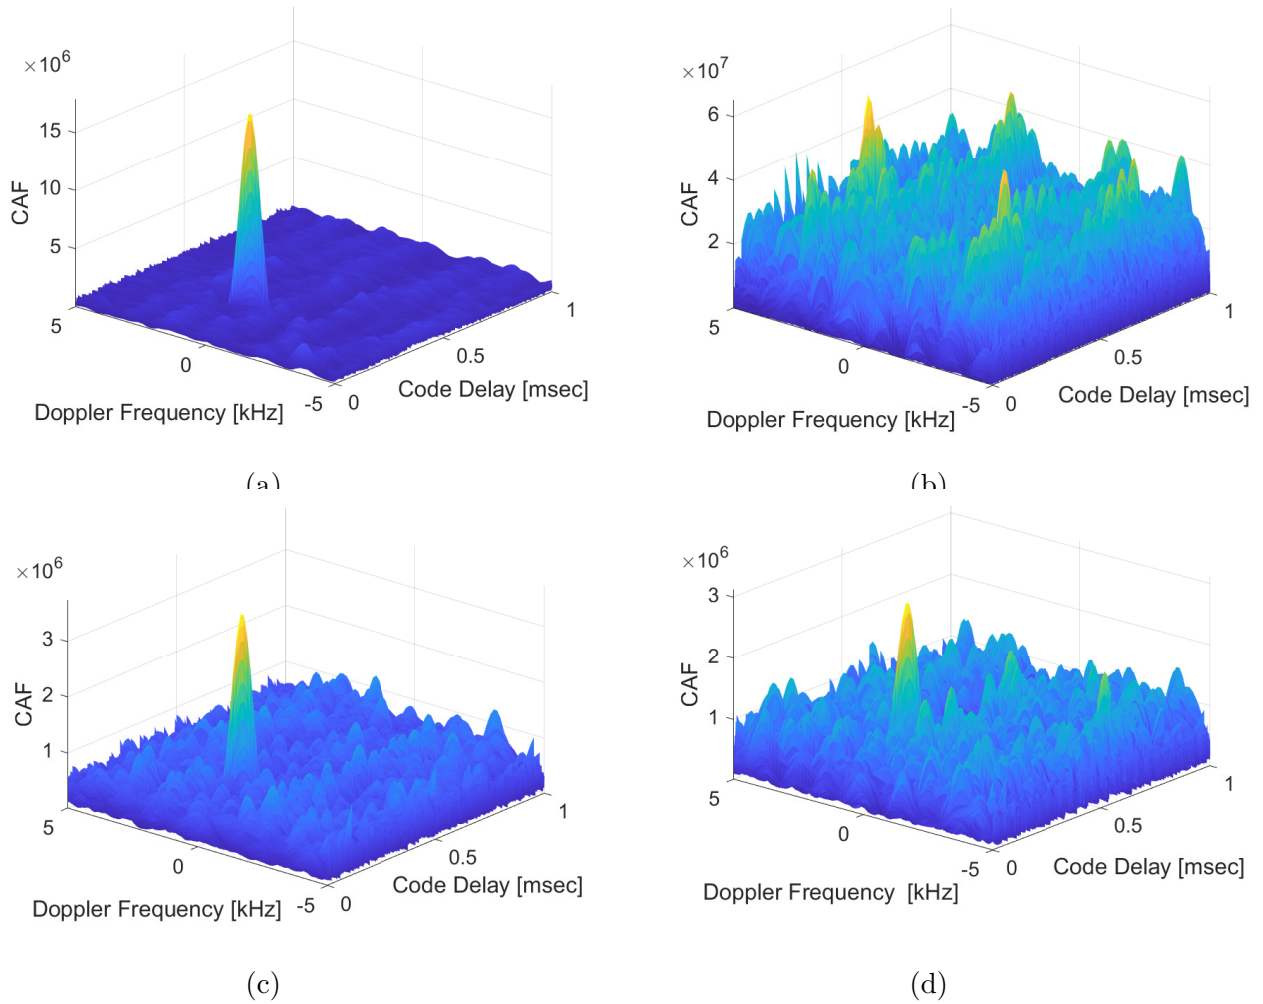 ×10^6
15
10
5
CAF
5
0
-5
Doppler Frequency [kHz]
0
0.5
1
Code Delay [msec]
(a)
×10^7
6
4
2
CAF
5
0
-5
Doppler Frequency [kHz]
0
0.5
1
Code Delay [msec]
(b)
×10^6
3
2
1
CAF
5
0
-5
Doppler Frequency [kHz]
0
0.5
1
Code Delay [msec]
(c)
×10^6
3
2
1
CAF
5
0
-5
Doppler Frequency [kHz]
0
0.5
1
Code Delay [msec]
(d)